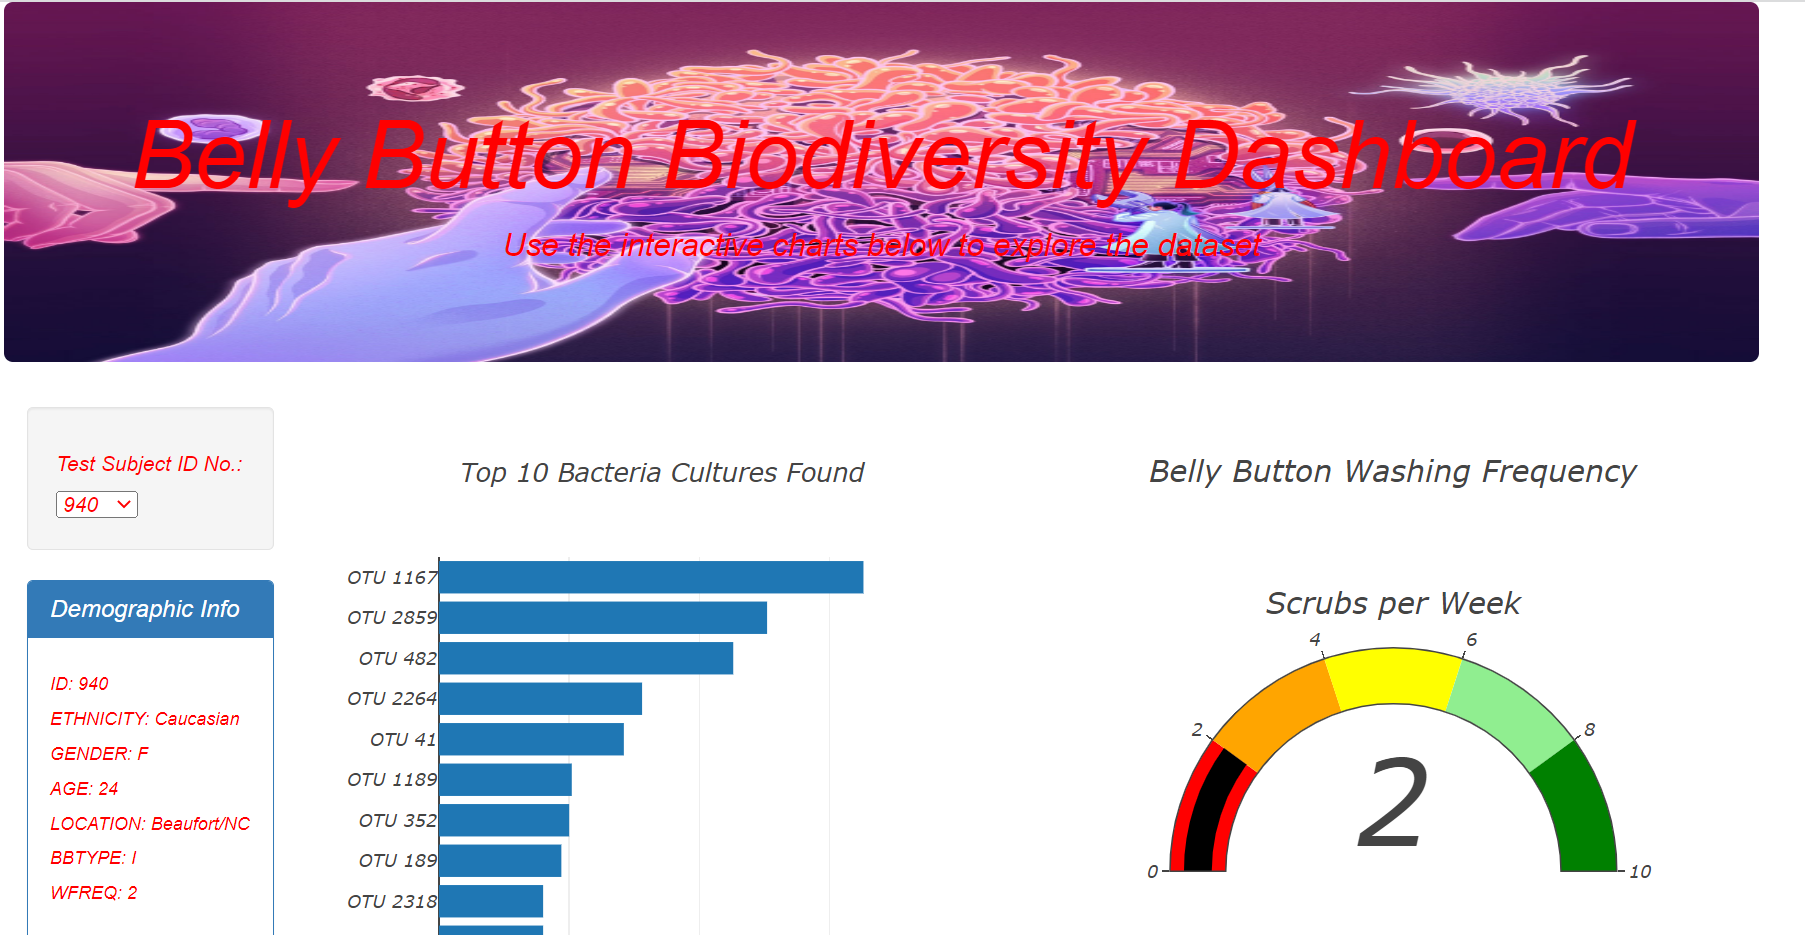 Belly Button Biodiversity Dashboard
Use the interactive charts below to explore the dataset
Test Subject ID No.:
940
Demographic Info
ID: 940
ETHNICITY: Caucasian
GENDER: F
AGE: 24
LOCATION: Beaufort/NC
BBTYPE: I
WFREQ: 2
Top 10 Bacteria Cultures Found
OTU 1167
OTU 2859
OTU 482
OTU 2264
OTU 41
OTU 1189
OTU 352
OTU 189
OTU 2318
Belly Button Washing Frequency
Scrubs per Week
0
2
4
6
8
10
2